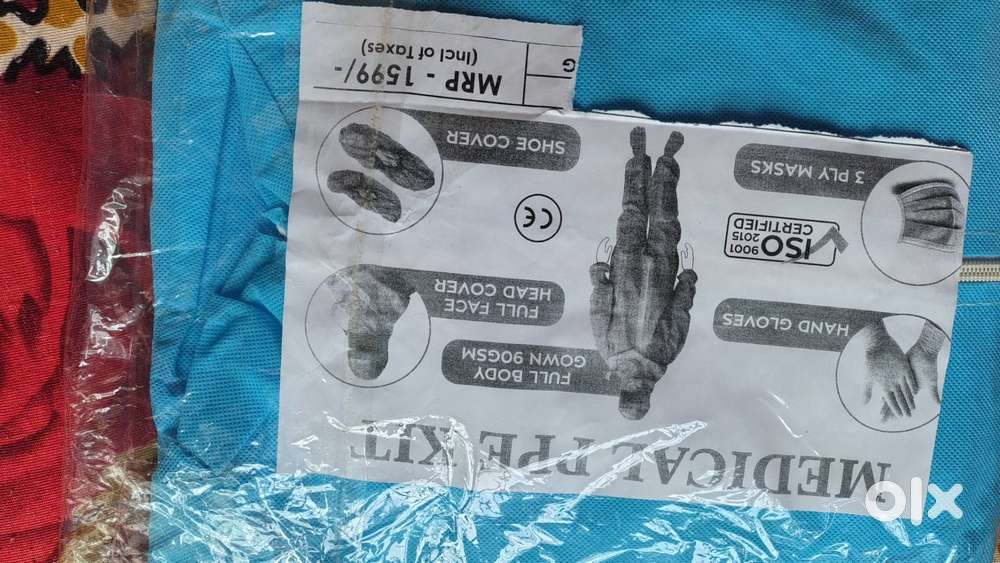 MEDICAL PPE KIT
FULL BODY
GOWN 90GSM
HAND GLOVES
FULL FACE
HEAD COVER
ISO
9001
2015
CERTIFIED
CE
3 PLY MASKS
SHOE COVER
G
MRP - 1599/-
(Incl of Taxes)
olx